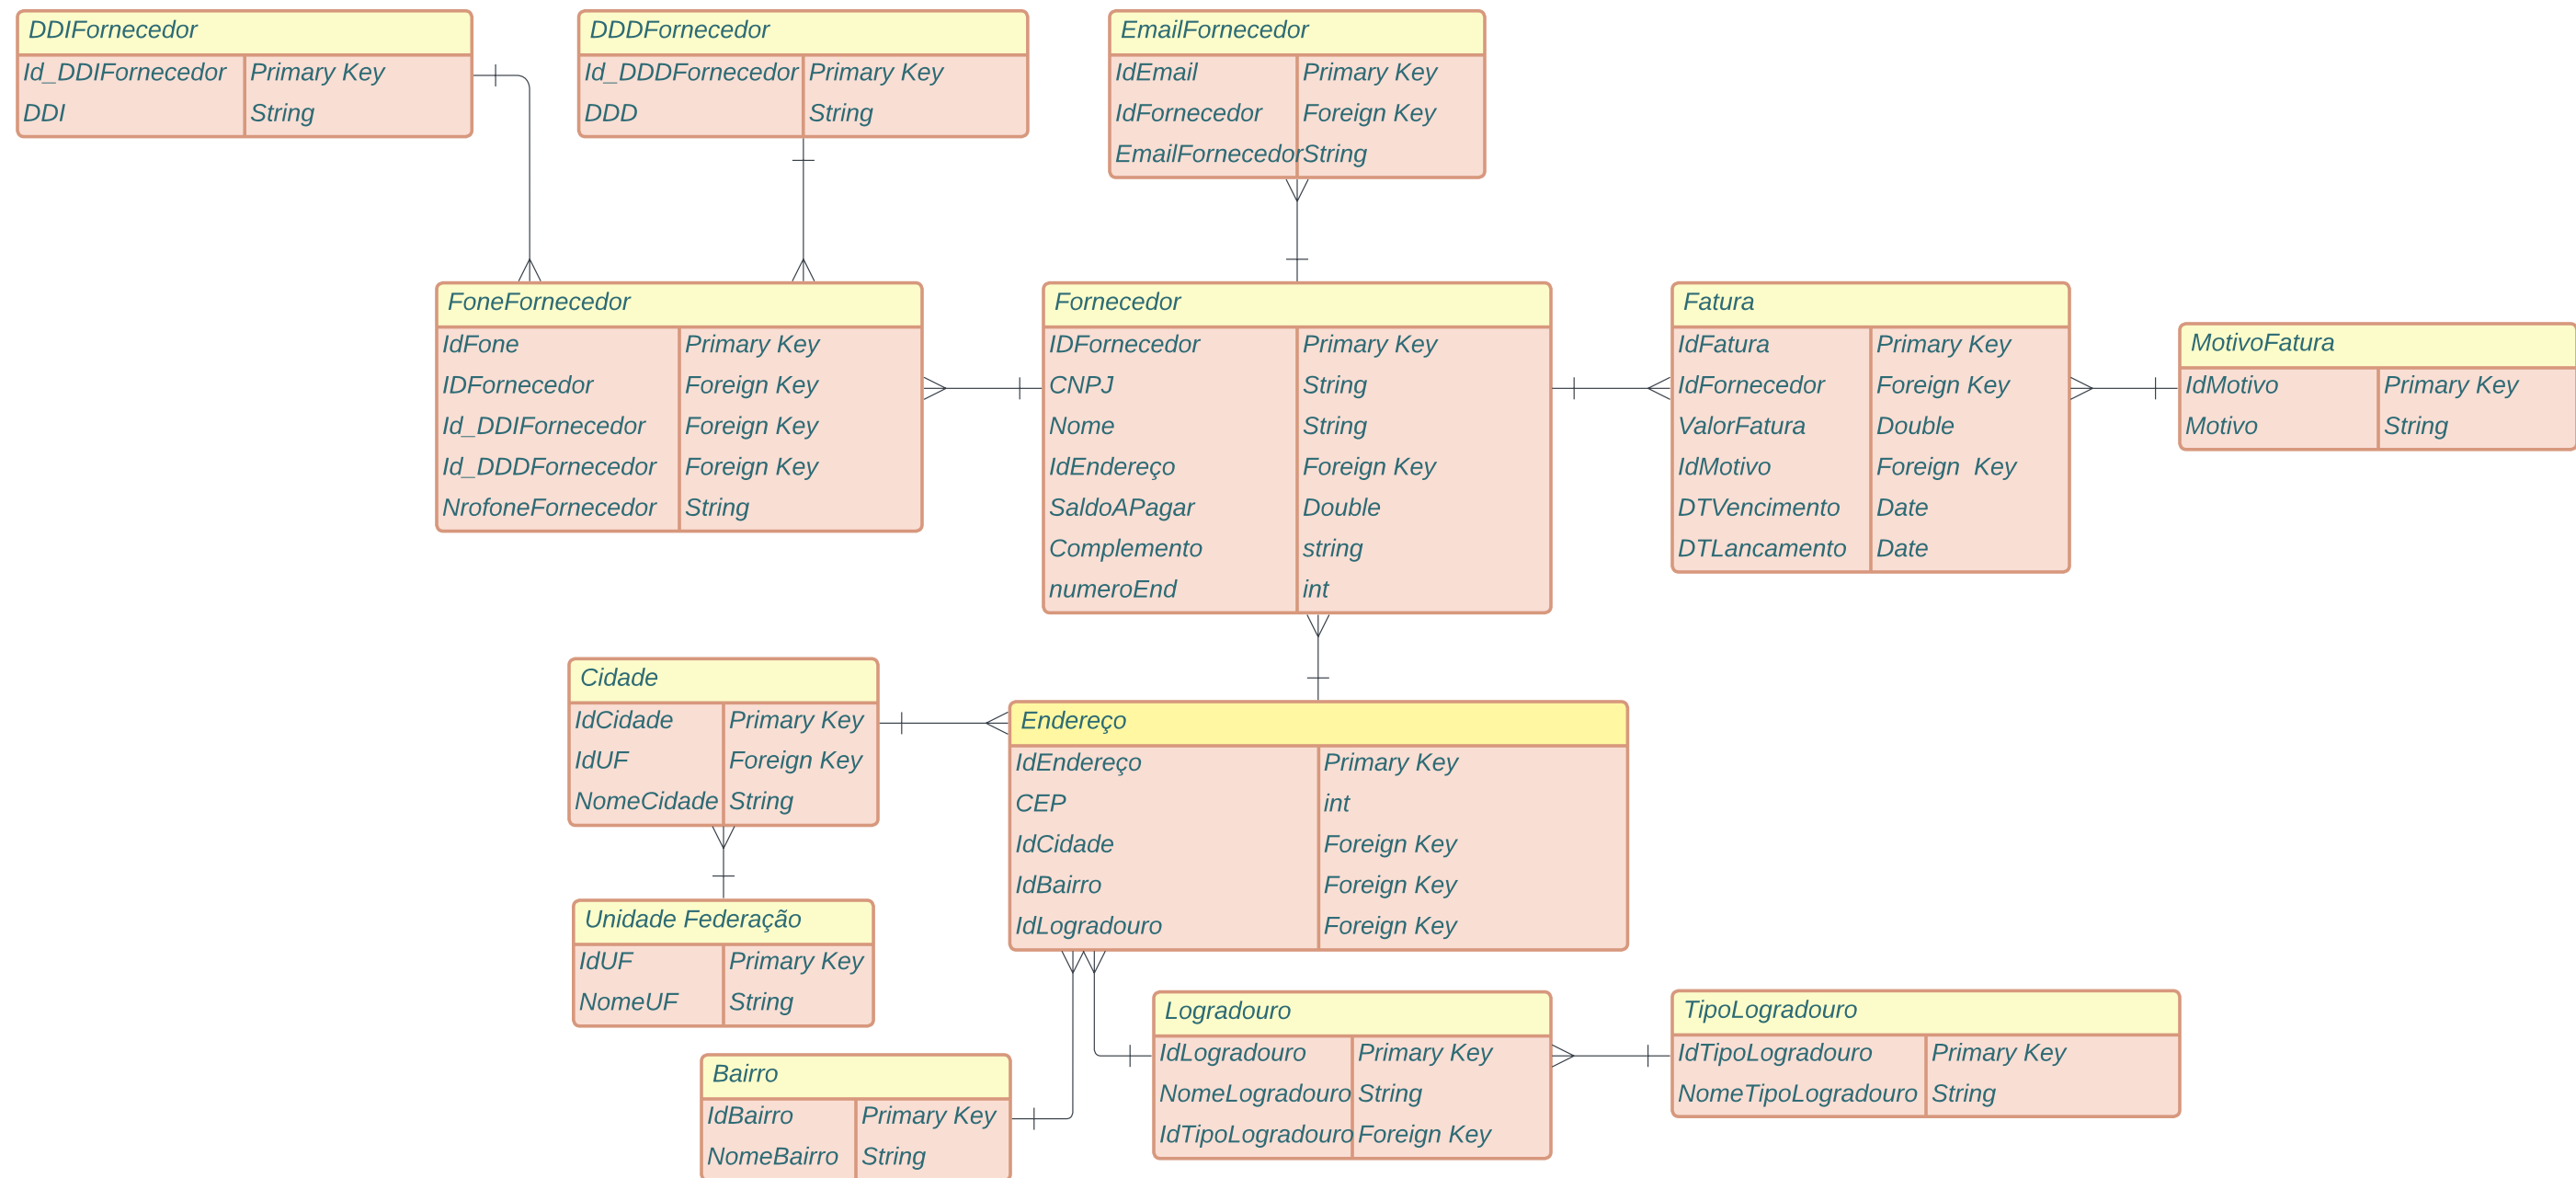 DDIFornecedor
Id_DDIFornecedor Primary Key
DDI String
DDDFornecedor
Id_DDDFornecedor Primary Key
DDD String
EmailFornecedor
IdEmail Primary Key
IdFornecedor Foreign Key
EmailFornecedor String
FoneFornecedor
IdFone Primary Key
IDFornecedor Foreign Key
Id_DDIFornecedor Foreign Key
Id_DDDFornecedor Foreign Key
NrofoneFornecedor String
Fornecedor
IDFornecedor Primary Key
CNPJ String
Nome String
IdEndereço Foreign Key
SaldoAPagar Double
Complemento string
numeroEnd int
Fatura
IdFatura Primary Key
IdFornecedor Foreign Key
ValorFatura Double
IdMotivo Foreign Key
DTVencimento Date
DTLancamento Date
MotivoFatura
IdMotivo Primary Key
Motivo String
Cidade
IdCidade Primary Key
IdUF Foreign Key
NomeCidade String
Endereço
IdEndereço Primary Key
CEP int
IdCidade Foreign Key
IdBairro Foreign Key
IdLogradouro Foreign Key
Unidade Federação
IdUF Primary Key
NomeUF String
Bairro
IdBairro Primary Key
NomeBairro String
Logradouro
IdLogradouro Primary Key
NomeLogradouro String
IdTipoLogradouro Foreign Key
TipoLogradouro
IdTipoLogradouro Primary Key
NomeTipoLogradouro String